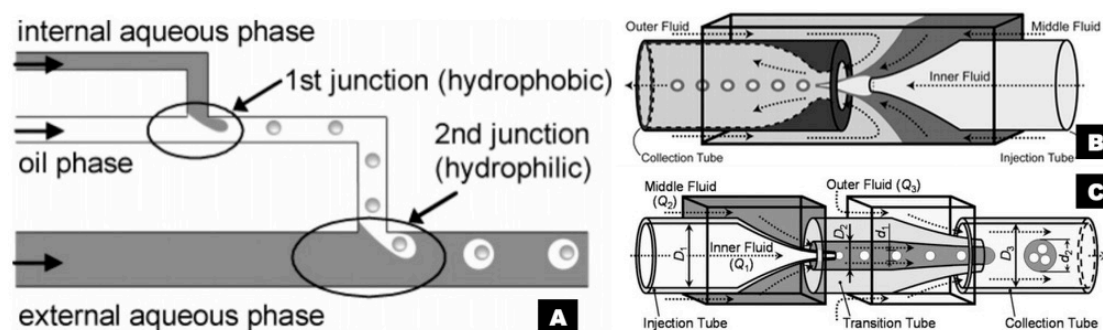 internal aqueous phase
1st junction (hydrophobic)
oil phase
2nd junction
(hydrophilic)
external aqueous phase
A
Outer Fluid
Middle Fluid
Inner Fluid
Collection Tube
Injection Tube
B
Middle Fluid
(Q2)
Outer Fluid (Q3)
C
D1
Inner Fluid
(Q1)
D2
d1
D3
d2
Injection Tube
Transition Tube
Collection Tube